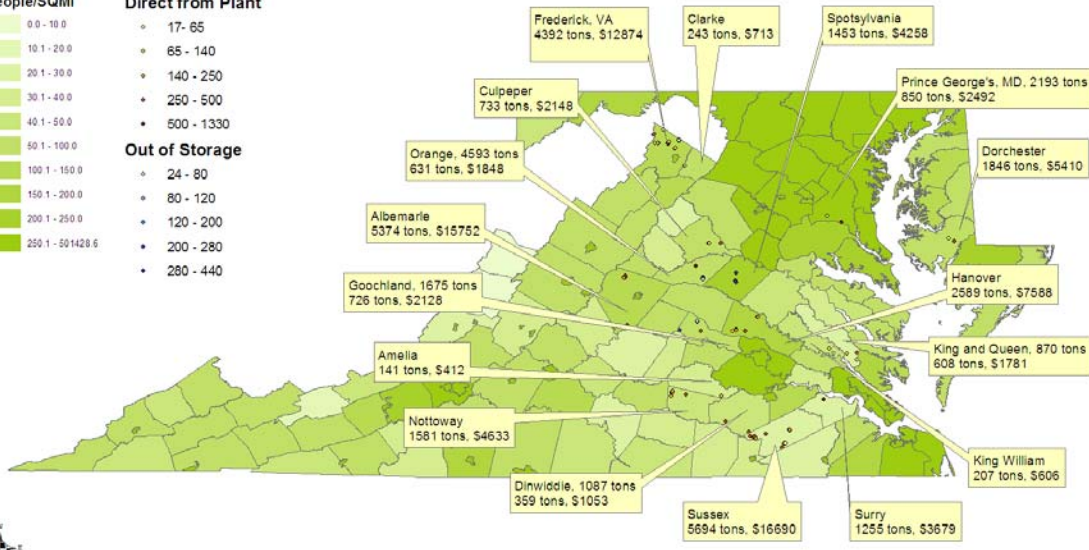 People/SQMI
0.0 - 10.0
10.1 - 20.0
20.1 - 30.0
30.1 - 40.0
40.1 - 50.0
50.1 - 100.0
100.1 - 150.0
150.1 - 200.0
200.1 - 250.0
250.1 - 501428.6
Direct from Plant
17- 65
65 - 140
140 - 250
250 - 500
500 - 1330
Out of Storage
24 - 80
80 - 120
120 - 200
200 - 280
280 - 440
Frederick, VA
4392 tons, $12874
Clarke
243 tons, $713
Spotsylvania
1453 tons, $4258
Culpeper
733 tons, $2148
Prince George's, MD, 2193 tons
850 tons, $2492
Orange, 4593 tons
631 tons, $1848
Dorchester
1846 tons, $5410
Albemarle
5374 tons, $15752
Goochland, 1675 tons
726 tons, $2128
Hanover
2589 tons, $7588
Amelia
141 tons, $412
King and Queen, 870 tons
608 tons, $1781
Nottoway
1581 tons, $4633
King William
207 tons, $606
Dinwiddie, 1087 tons
359 tons, $1053
Sussex
5694 tons, $16690
Surry
1255 tons, $3679